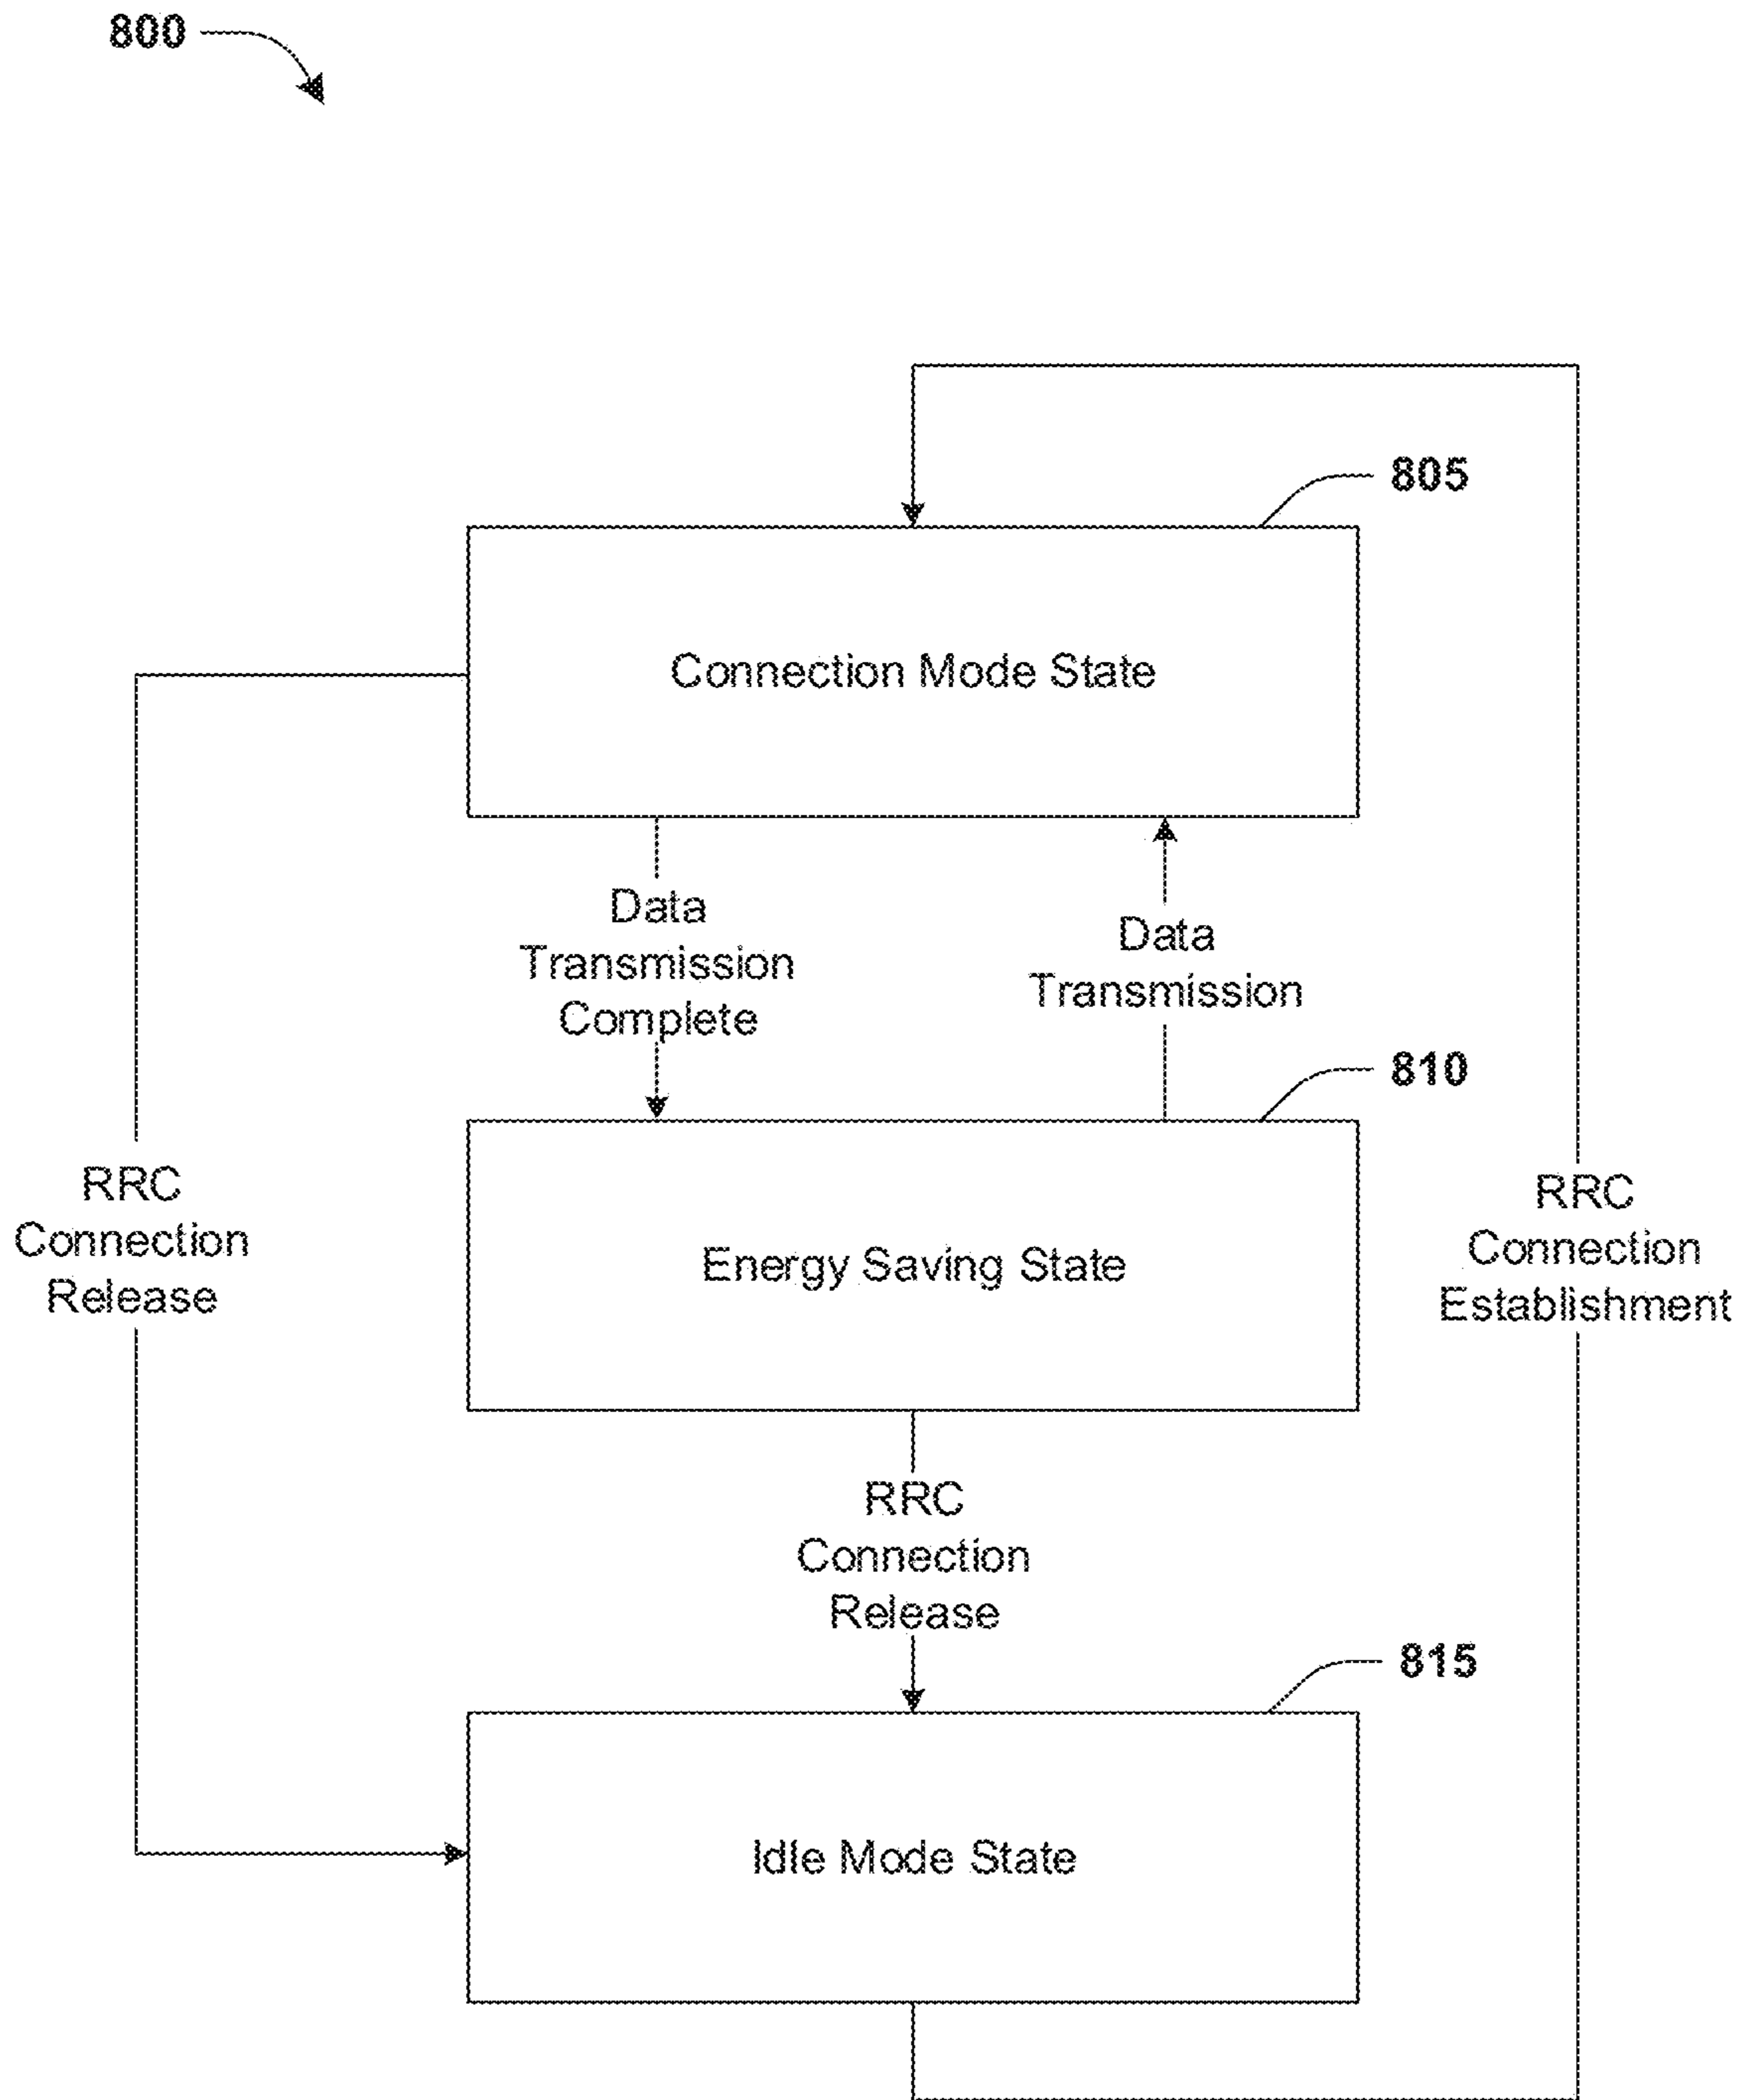 800
805
Connection Mode State
Data
Transmission
Complete
Data
Transmission
810
RRC
Connection
Release
Energy Saving State
RRC
Connection
Establishment
RRC
Connection
Release
815
Idle Mode State